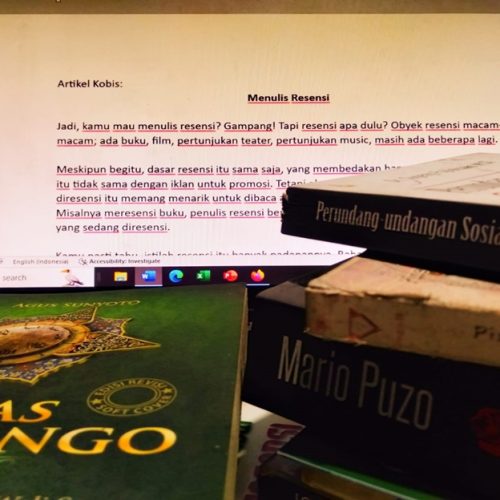 Artikel Kobis:
Menulis Resensi
Jadi, kamu mau menulis resensi? Gampang! Tapi resensi apa dulu? Obyek resensi macam-
macam; ada buku, film, pertunjukan teater, pertunjukan music, masih ada beberapa lagi.
Meskipun begitu, dasar resensi itu sama saja, yang membedakan
itu tidak sama dengan iklan untuk promosi.
diresensi itu memang menarik untuk dibaca
Misalnya meresensi buku, penulis resensi
yang sedang diresensi.
English (Indonesia) Accessibility: Investigate
search
Perundang-undangan Sosia
Mario Puzo
EDISI REVISI
SOFT COVER
AS
NGO